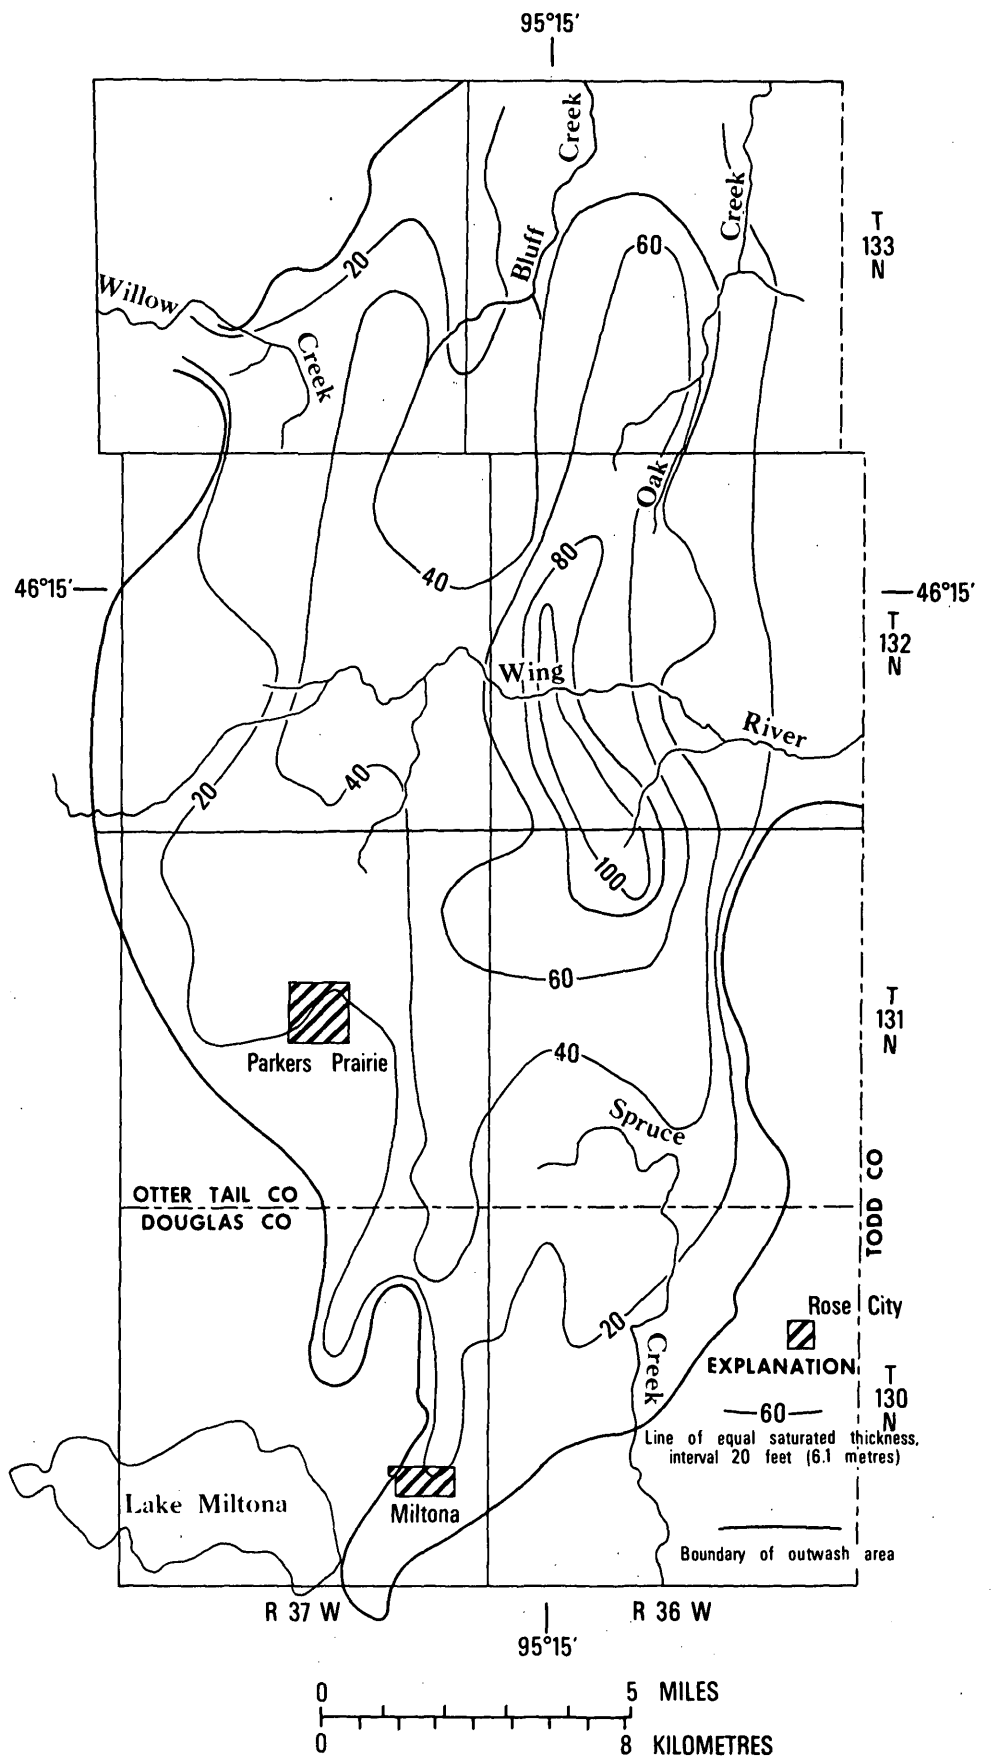 95°15′
Creek
Creek
T
133
N
Bluff
60
20
Willow
Creek
Oak
80
40
46°15′
46°15′
T
132
N
Wing
River
40
20
100
60
T
131
N
Parkers Prairie
40
Spruce
OTTER TAIL CO
DOUGLAS CO
TODD CO
Rose City
20
Creek
EXPLANATION
T
130
N
60
Line of equal saturated thickness,
interval 20 feet (6.1 metres)
Lake Miltona
Miltona
Boundary of outwash area
R 37 W
R 36 W
95°15′
0 5 MILES
0 8 KILOMETRES